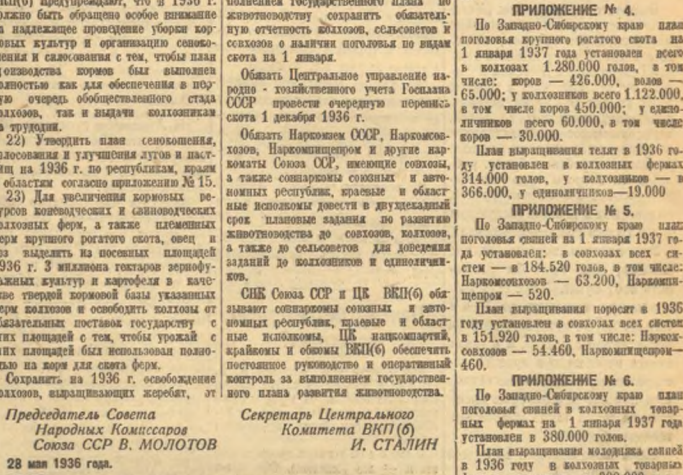 ВКП(б) предупреждают, что в 1936 г.
должно быть обращено особое внимание
на надлежащее проведение уборки кор-
мовых культур и организацию сеноко-
шения и силосования с тем, чтобы план
производства кормов был выполнен
полностью как для обеспечения в пер-
вую очередь обобществленного стада
колхозов, так и выдачи колхозникам
на трудодни.
22) Утвердить план сенокошения,
силосования и улучшения лугов и паст-
бищ на 1936 г. по республикам, краям
и областям согласно приложению № 15.
23) Для увеличения кормовых ре-
сурсов коневодческих и свиноводческих
колхозных ферм, а также племенных
ферм крупного рогатого скота, овец и
коз выделить из посевных площадей
1936 г. 3 миллиона гектаров зернофу-
ражных культур и картофеля в каче-
стве твердой кормовой базы указанных
ферм колхозов и освободить колхозы от
обязательных поставок государству с
этих площадей с тем, чтобы урожай с
этих площадей был использован полно-
стью на корм для скота ферм.
Сохранить на 1936 г. освобождение
колхозов, выращивающих жеребят, от
Председатель Совета
Народных Комиссаров
Союза ССР В. МОЛОТОВ
28 мая 1936 года.
полнением государственного плана по
животноводству сохранить обязатель-
ную отчетность колхозов, сельсоветов и
совхозов о наличии поголовья по видам
скота на 1 января.
Обязать Центральное управление на-
родно-хозяйственного учета Госплана
СССР провести очередную перепись
скота 1 декабря 1936 г.
Обязать Наркомзем СССР, Наркомсов-
хозов, Наркомпищепром и другие нар-
коматы Союза ССР, имеющие совхозы,
а также совнаркомы союзных и авто-
номных республик, краевые и област-
ные исполкомы довести в двухдекадный
срок плановые задания по развитию
животноводства до совхозов, колхозов,
а также до сельсоветов для доведения
заданий до колхозников и единолични-
ков.
СНК Союза ССР и ЦК ВКП(б) обя-
зывают совнаркомы союзных и авто-
номных республик, краевые и област-
ные исполкомы, ЦК нацкомпартий,
крайкомы и обкомы ВКП(б) обеспечить
постоянное руководство и оперативный
контроль за выполнением государствен-
ного плана развития животноводства.
Секретарь Центрального
Комитета ВКП(б)
И. СТАЛИН
ПРИЛОЖЕНИЕ № 4.
По Западно-Сибирскому краю план
поголовья крупного рогатого скота на
1 января 1937 года установлен всего
в колхозах 1.280.000 голов, в том
числе: коров — 426.000, волов —
65.000; у колхозников всего 1.122.000,
в том числе коров 450.000; у едино-
личников всего 60.000, в том числе
коров — 30.000.
План выращивания телят в 1936 го-
ду установлен в колхозных фермах
314.000 голов, у колхозников — в
366.000, у единоличников—19.000
ПРИЛОЖЕНИЕ № 5.
По Западно-Сибирскому краю план
поголовья свиней на 1 января 1937 го-
да установлен: в совхозах всех си-
стем — в 184.520 голов, в том числе:
Наркомсовхозов — 63.200, Наркомпи-
щепром — 520.
План выращивания поросят в 1936
году установлен в совхозах всех систем
в 151.920 голов, в том числе: Нарком-
совхозов — 54.460, Наркомпищепром—
460.
ПРИЛОЖЕНИЕ № 6.
По Западно-Сибирскому краю план
поголовья свиней в колхозных товар-
ных фермах на 1 января 1937 года
установлен в 380.000 голов.
План выращивания молодняка свиней
в 1936 году в колхозных товарных